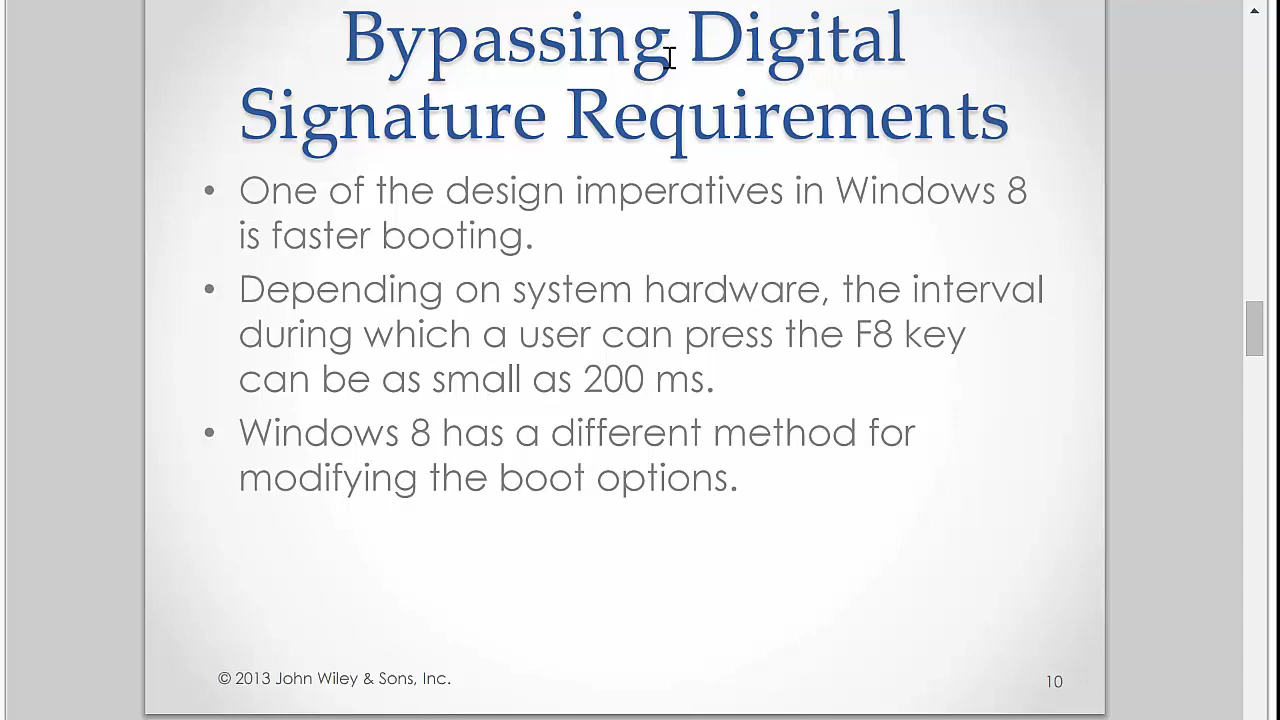 Bypassing Digital
Signature Requirements
• One of the design imperatives in Windows 8
is faster booting.
• Depending on system hardware, the interval
during which a user can press the F8 key
can be as small as 200 ms.
• Windows 8 has a different method for
modifying the boot options.
© 2013 John Wiley & Sons, Inc.
10